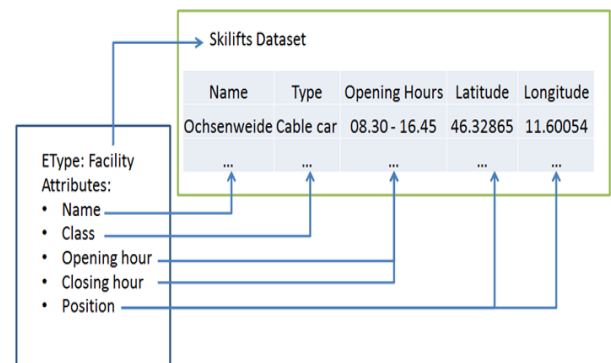 Skilifts Dataset
Name Type Opening Hours Latitude Longitude
Ochsenweide Cable car 08.30 - 16.45 46.32865 11.60054
... ... ... ... ...
EType: Facility
Attributes:
• Name
• Class
• Opening hour
• Closing hour
• Position